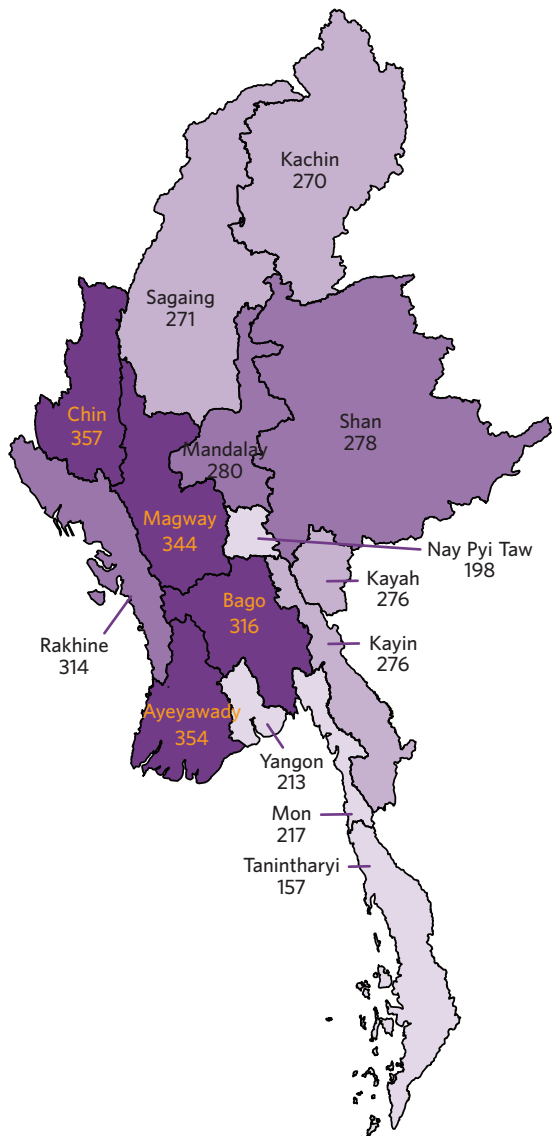 Kachin
270
Sagaing
271
Chin
357
Shan
278
Mandalay
280
Magway
344
Nay Pyi Taw
198
Kayah
276
Bago
316
Rakhine
314
Kayin
276
Ayeyawady
354
Yangon
213
Mon
217
Tanintharyi
157